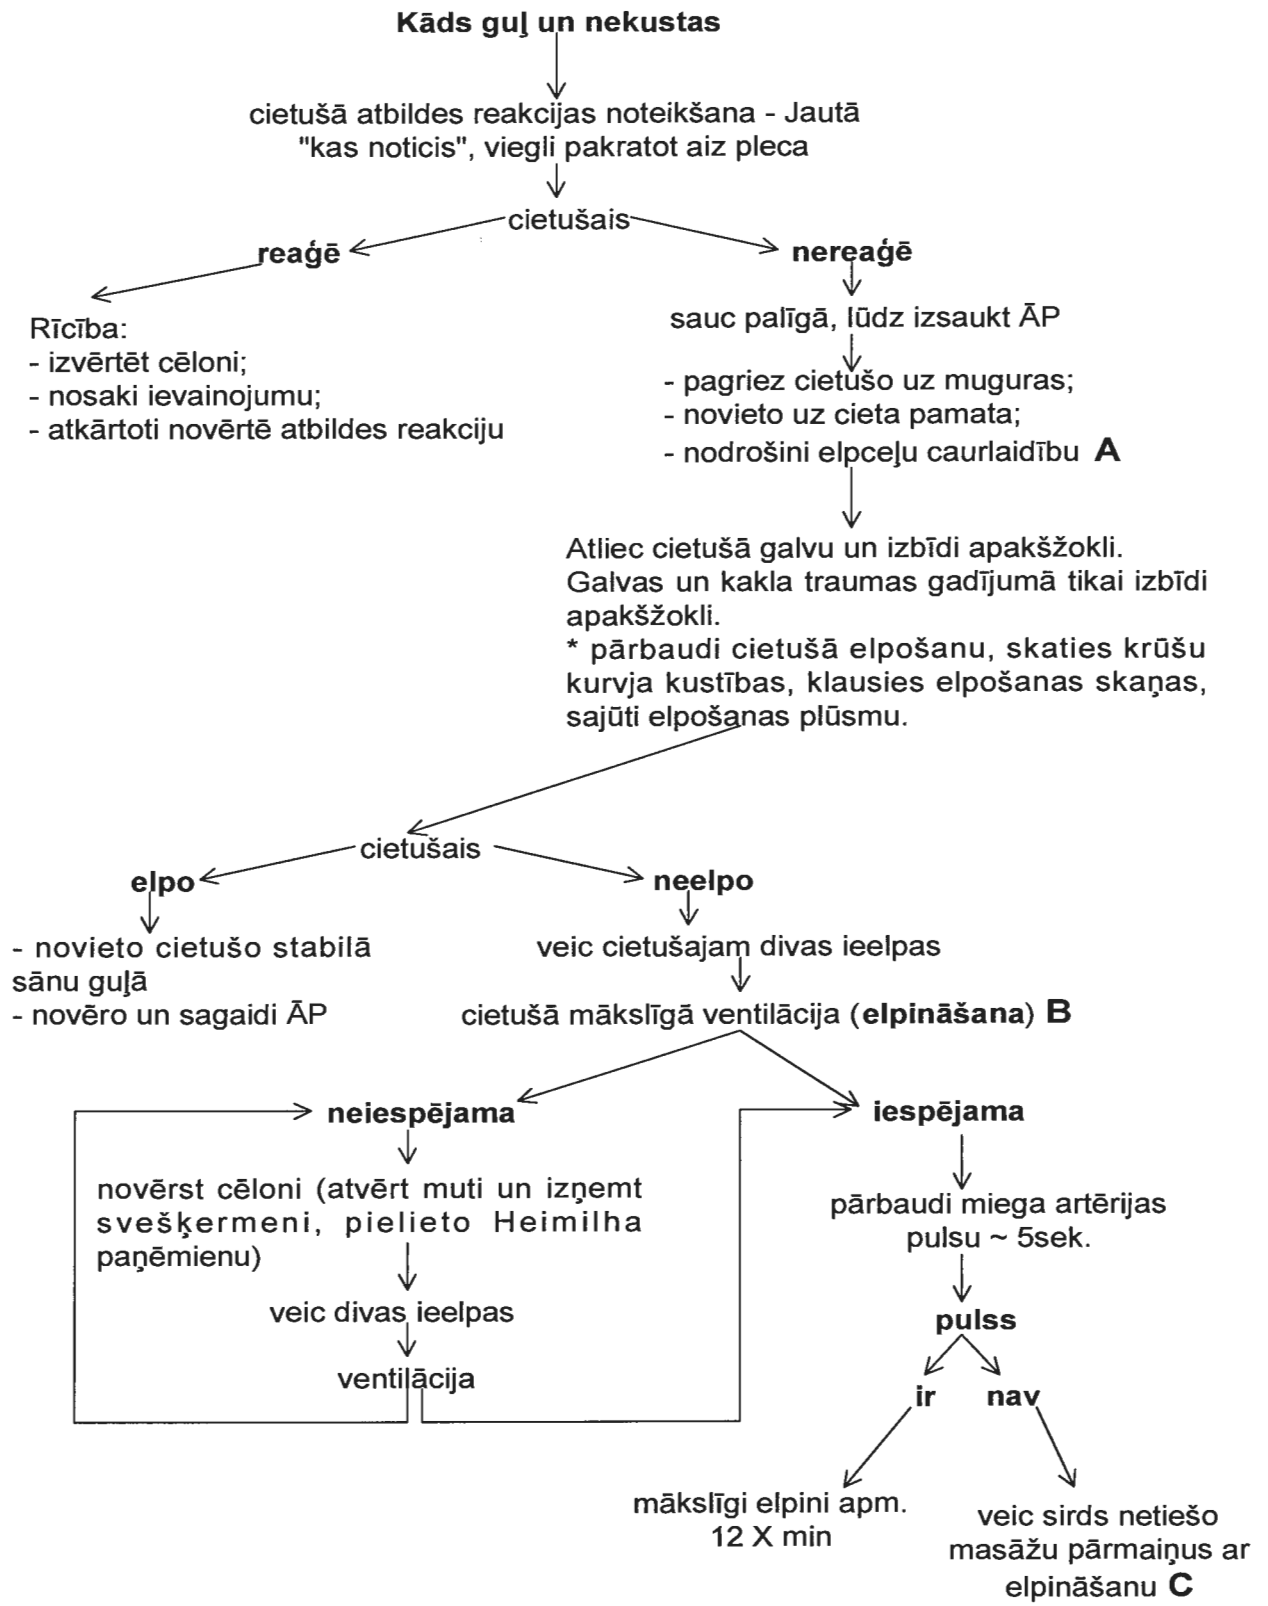 Kāds guļ un nekustas
cietušā atbildes reakcijas noteikšana - Jautā
"kas noticis", viegli pakratot aiz pleca
cietušais
reaģē
nereaģē
Rīcība:
- izvērtēt cēloni;
- nosaki ievainojumu;
- atkārtoti novērtē atbildes reakciju
sauc palīgā, lūdz izsaukt ĀP
- pagriez cietušo uz muguras;
- novieto uz cieta pamata;
- nodrošini elpceļu caurlaidību A
Atliec cietušā galvu un izbīdi apakšžokli.
Galvas un kakla traumas gadījumā tikai izbīdi
apakšžokli.
* pārbaudi cietušā elpošanu, skaties krūšu
kurvja kustības, klausies elpošanas skaņas,
sajūti elpošanas plūsmu.
cietušais
elpo
neelpo
- novieto cietušo stabilā
sānu guļā
- novēro un sagaidi ĀP
veic cietušajam divas ieelpas
cietušā mākslīgā ventilācija (elpināšana) B
neiespējama
iespējama
novērst cēloni (atvērt muti un izņemt
svešķermeni, pielieto Heimilha
paņēmienu)
veic divas ieelpas
ventilācija
pārbaudi miega artērijas
pulsu ~ 5sek.
pulss
ir nav
mākslīgi elpini apm.
12 X min
veic sirds netiešo
masāžu pārmaiņus ar
elpināšanu C